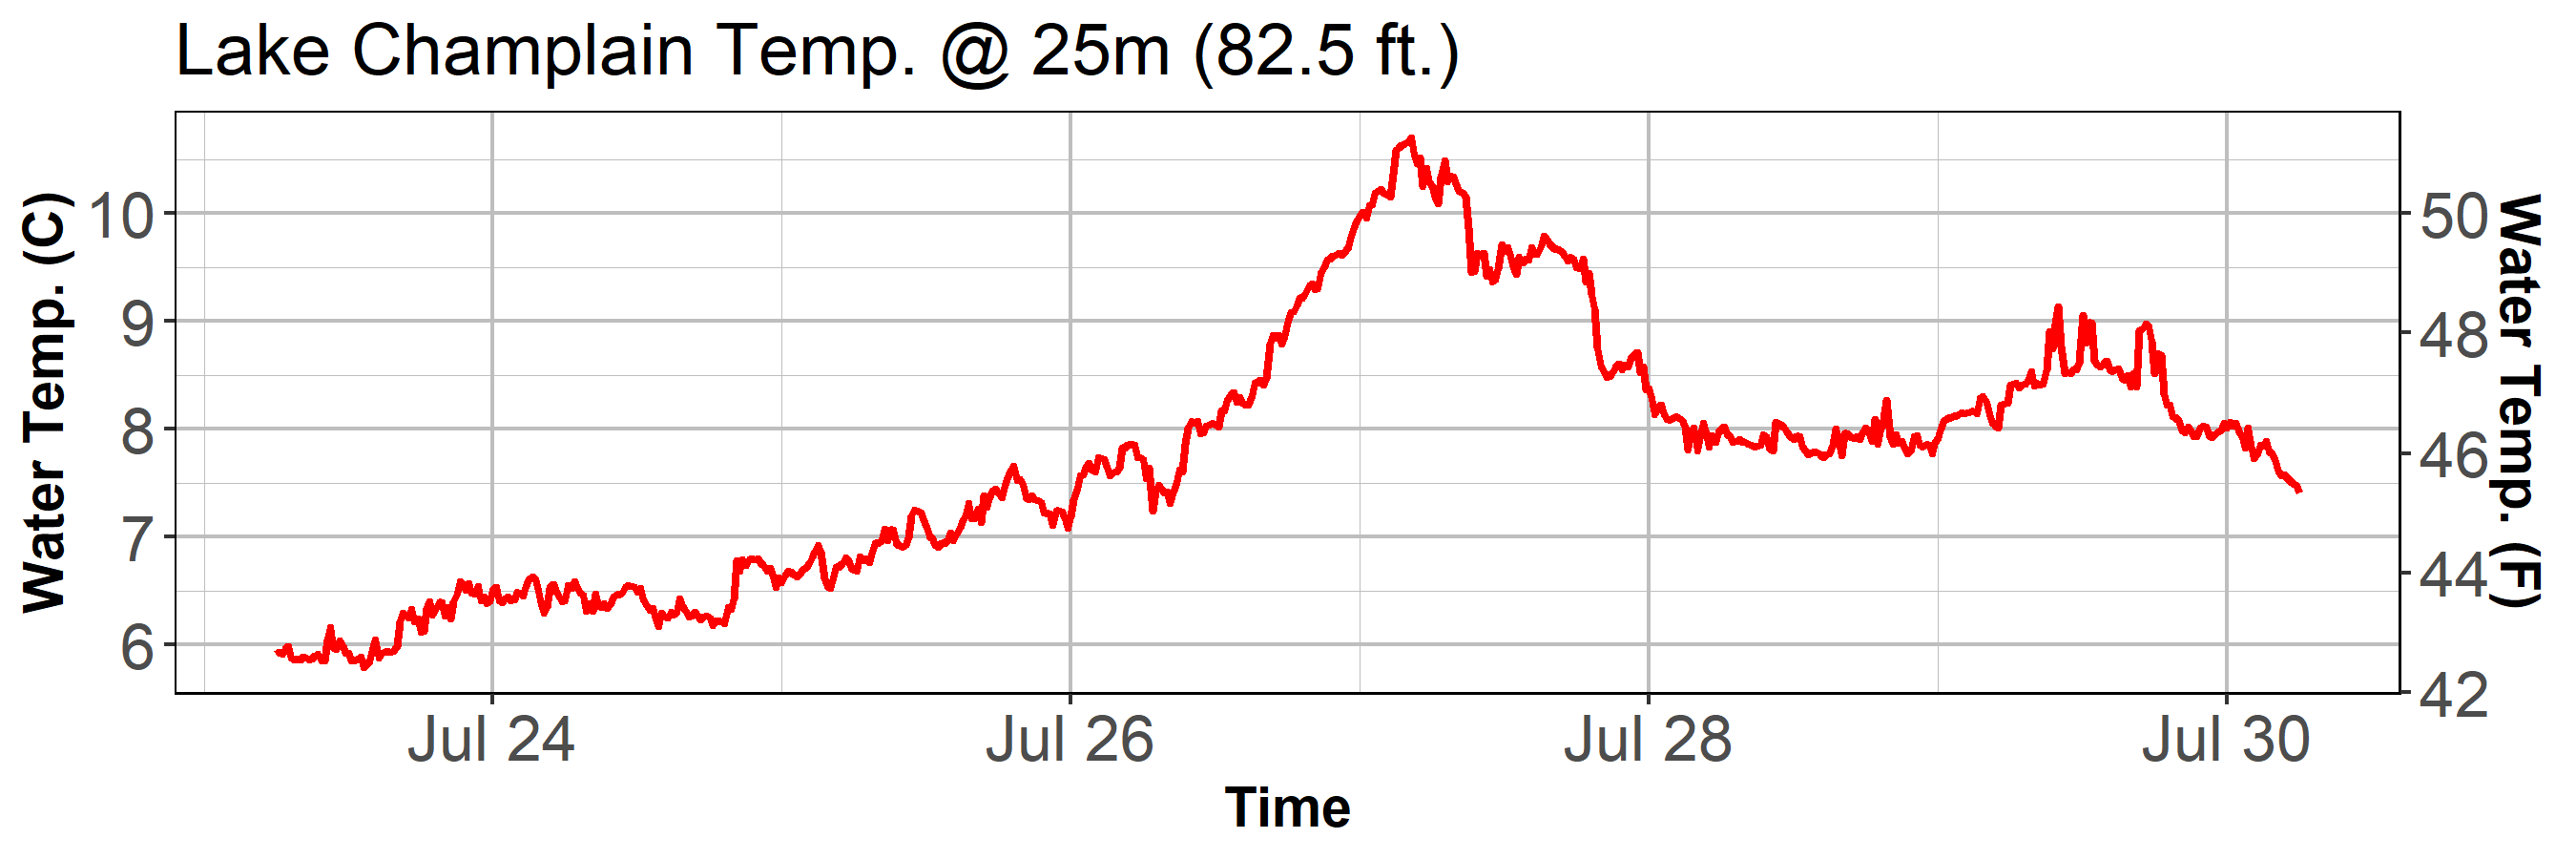 Lake Champlain Temp. @ 25m (82.5 ft.)
Water Temp. (C)
10
9
8
7
6
50
48
46
44
42
Water Temp. (F)
Jul 24
Jul 26
Jul 28
Jul 30
Time